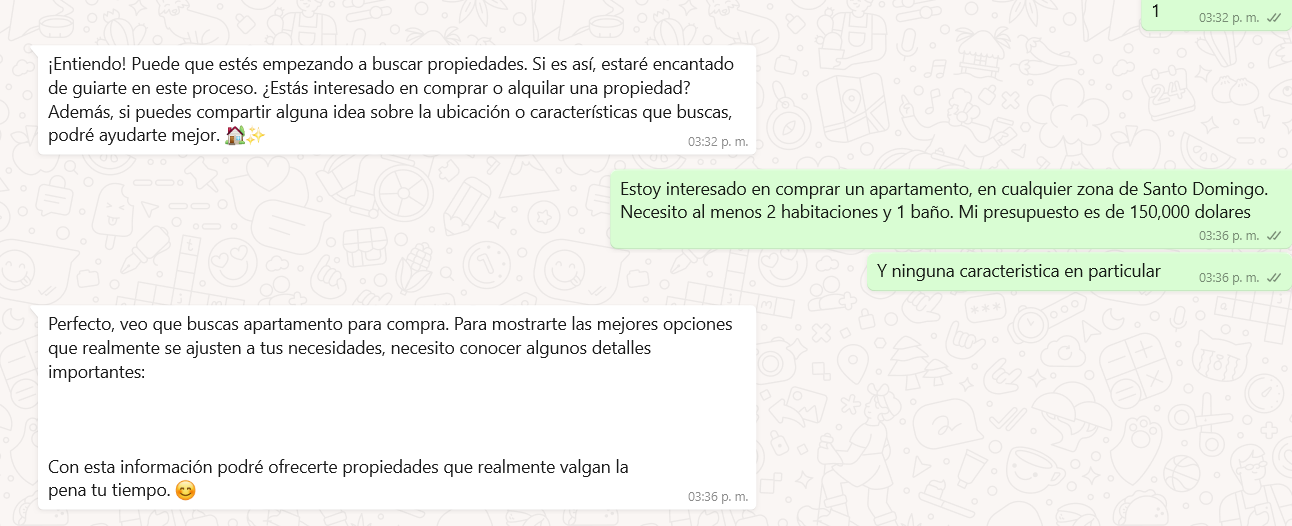 1
03:32 p. m.
¡Entiendo! Puede que estés empezando a buscar propiedades. Si es así, estaré encantado
de guiarte en este proceso. ¿Estás interesado en comprar o alquilar una propiedad?
Además, si puedes compartir alguna idea sobre la ubicación o características que buscas,
podré ayudarte mejor. 🏠✨
03:32 p. m.
Estoy interesado en comprar un apartamento, en cualquier zona de Santo Domingo.
Necesito al menos 2 habitaciones y 1 baño. Mi presupuesto es de 150,000 dolares
03:36 p. m.
Y ninguna caracteristica en particular
03:36 p. m.
Perfecto, veo que buscas apartamento para compra. Para mostrarte las mejores opciones
que realmente se ajusten a tus necesidades, necesito conocer algunos detalles
importantes:
Con esta información podré ofrecerte propiedades que realmente valgan la
pena tu tiempo. 😊
03:36 p. m.